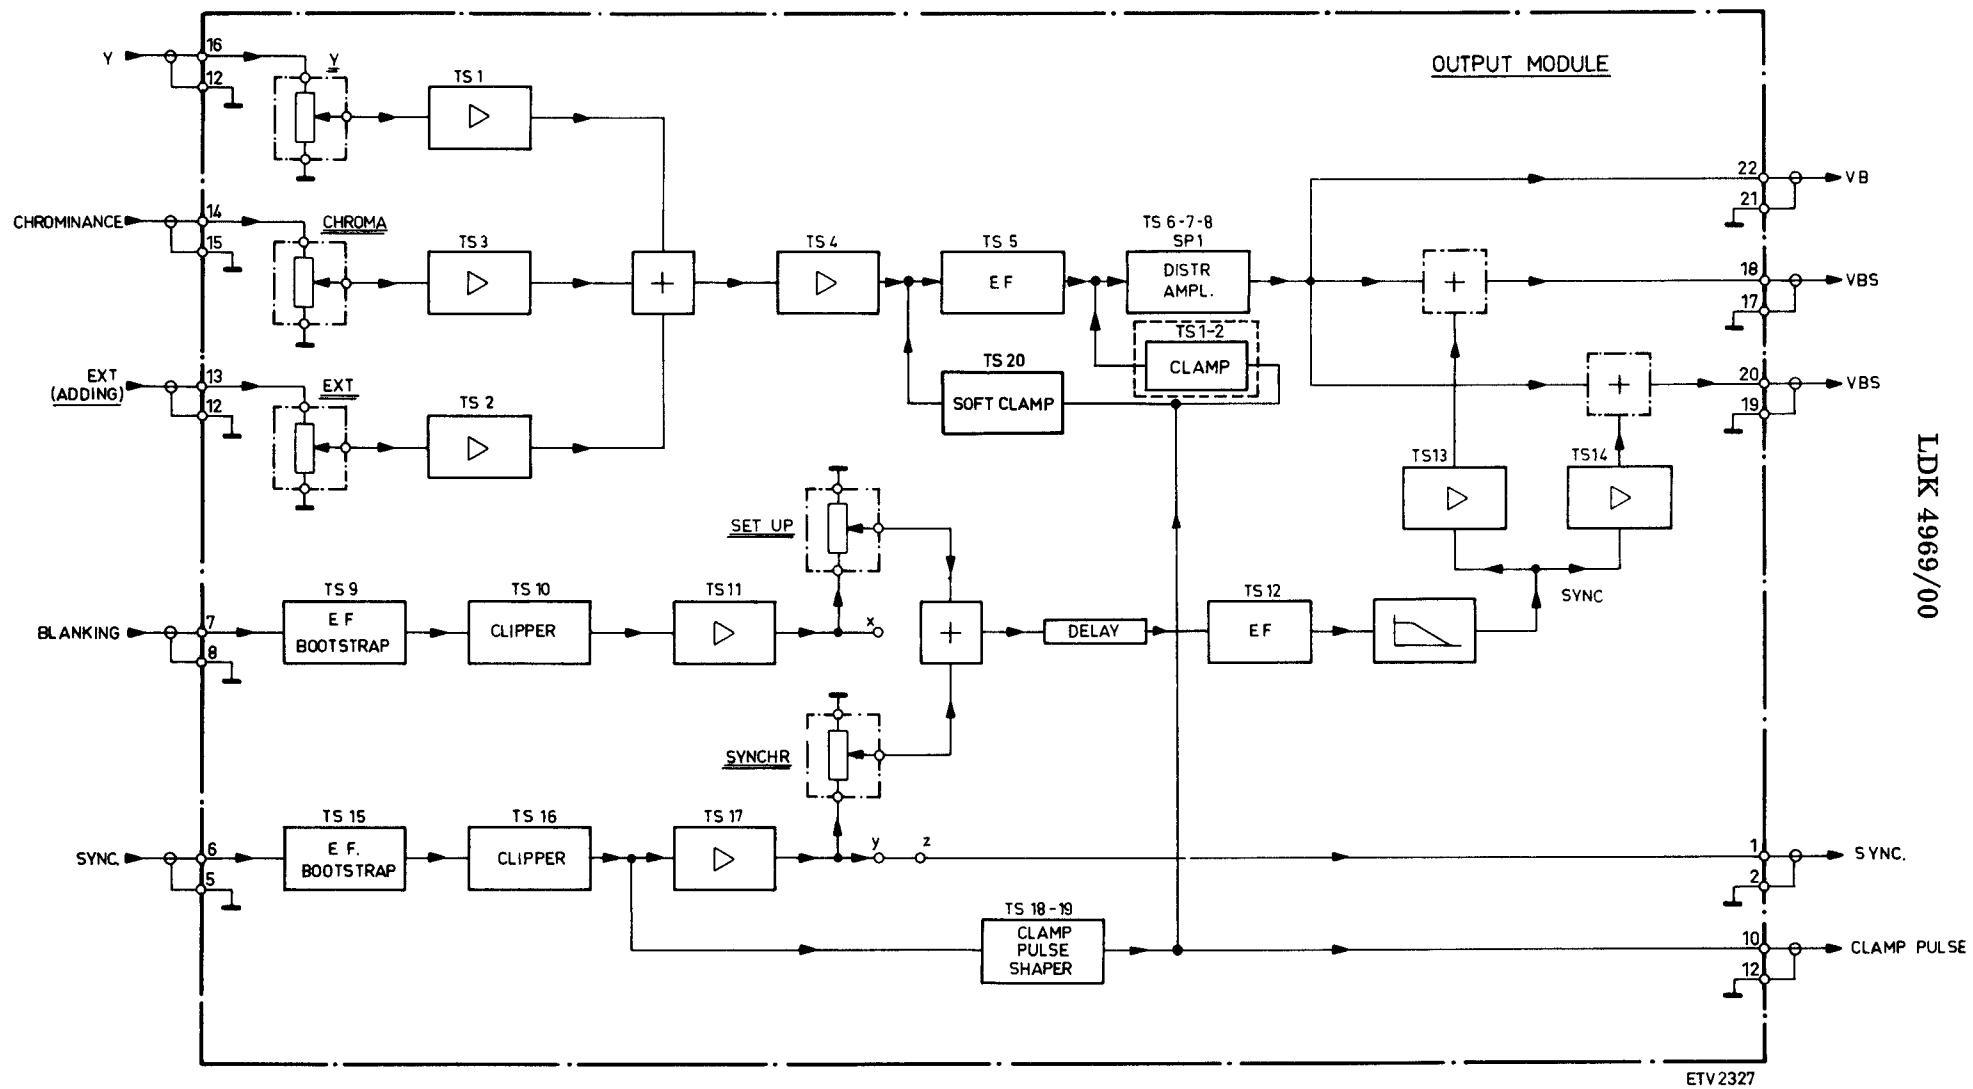 OUTPUT MODULE
Y
16
12
Y
TS 1
CHROMINANCE
14
15
CHROMA
TS 3
+
TS 4
TS 5
EF
TS 6-7-8
SP1
DISTR
AMPL.
22
VB
21
+
18
VBS
17
EXT
(ADDING)
13
12
EXT
TS 2
TS 20
SOFT CLAMP
TS1-2
CLAMP
+
20
VBS
19
TS13
TS14
SYNC
SET UP
BLANKING
7
8
TS 9
E F
BOOTSTRAP
TS 10
CLIPPER
TS 11
x
+
DELAY
TS 12
EF
SYNCHR
SYNC.
6
5
TS 15
E F.
BOOTSTRAP
TS 16
CLIPPER
TS 17
y
z
1
SYNC.
2
TS 18-19
CLAMP
PULSE
SHAPER
10
CLAMP PULSE
12
LDK 4969/00
ETV 2327